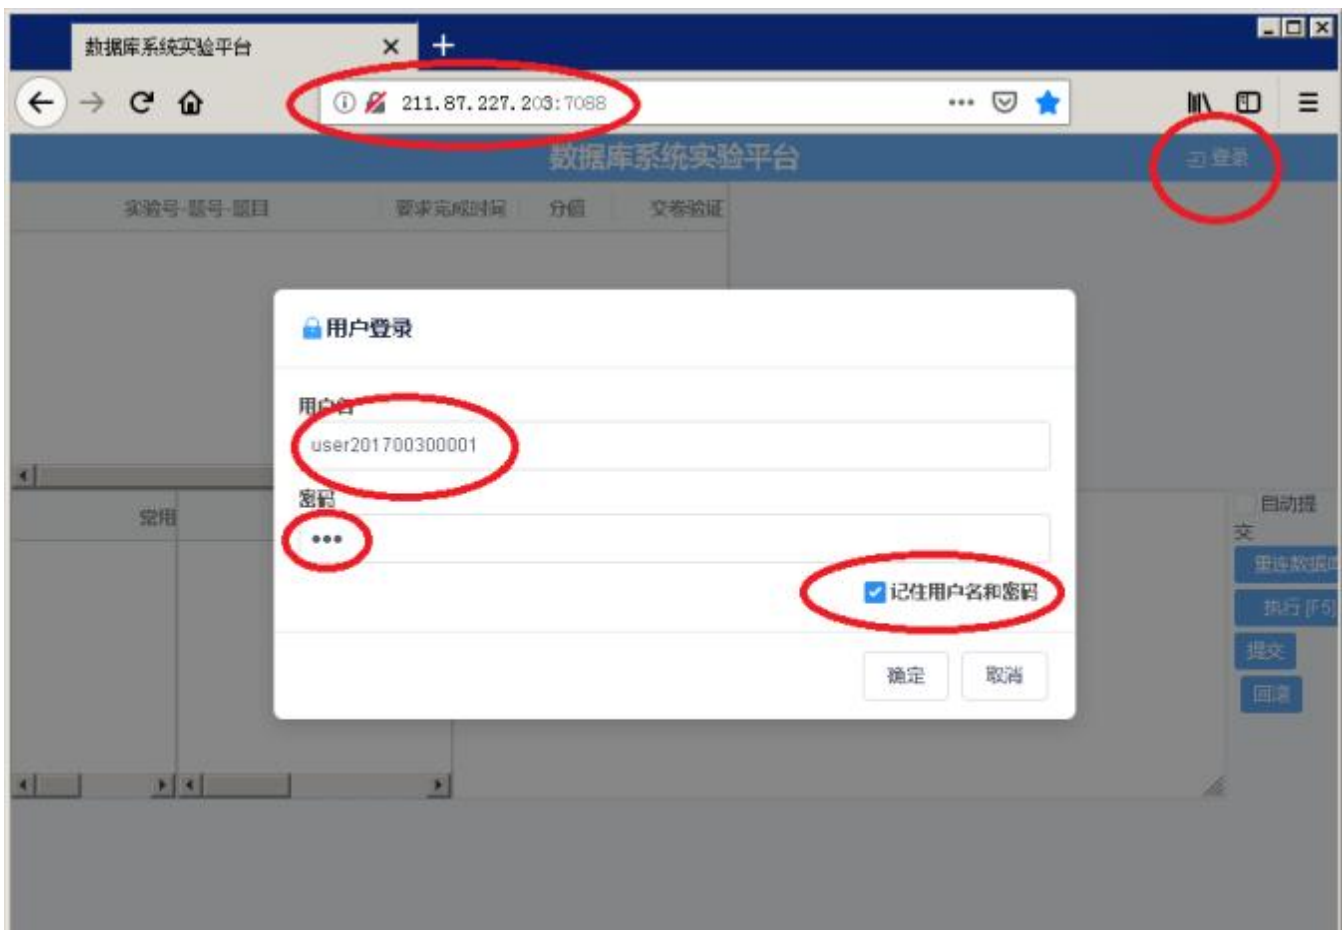 数据库系统实验平台
211.87.227.203:7088
数据库系统实验平台
登录
实验号-题号-题目 要求完成时间 分值 交卷验证
用户登录
用户名
user201700300001
密码
•••
记住用户名和密码
确定 取消
常用
自动提
交
重连数据
执行 [F5]
提交
回滚